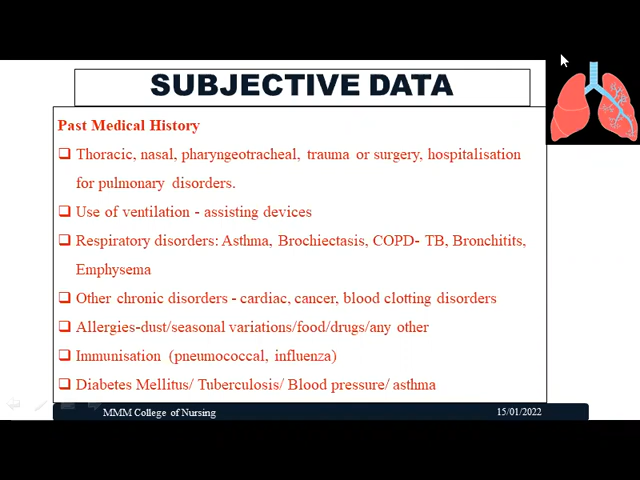 SUBJECTIVE DATA
Past Medical History
Thoracic, nasal, pharyngeotracheal, trauma or surgery, hospitalisation
for pulmonary disorders.
Use of ventilation - assisting devices
Respiratory disorders: Asthma, Brochiectasis, COPD- TB, Bronchitits,
Emphysema
Other chronic disorders - cardiac, cancer, blood clotting disorders
Allergies-dust/seasonal variations/food/drugs/any other
Immunisation (pneumococcal, influenza)
Diabetes Mellitus/ Tuberculosis/ Blood pressure/ asthma
MMM College of Nursing
15/01/2022